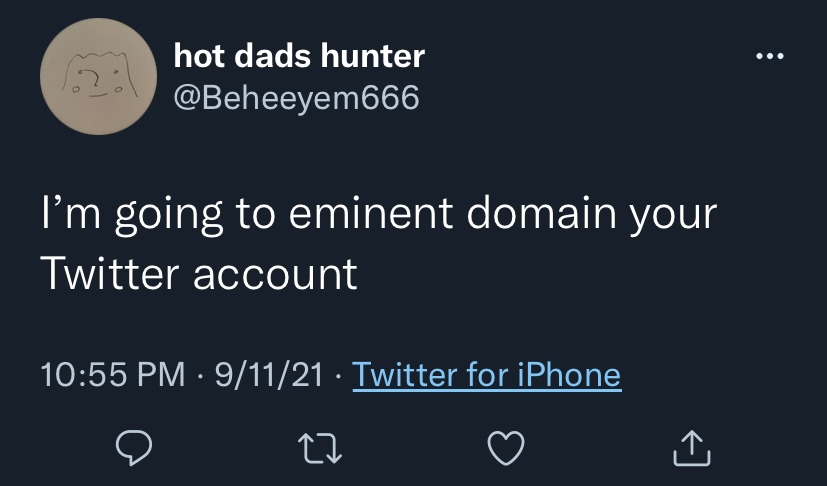 hot dads hunter
@Beheeyem666
I’m going to eminent domain your
Twitter account
10:55 PM · 9/11/21 · Twitter for iPhone